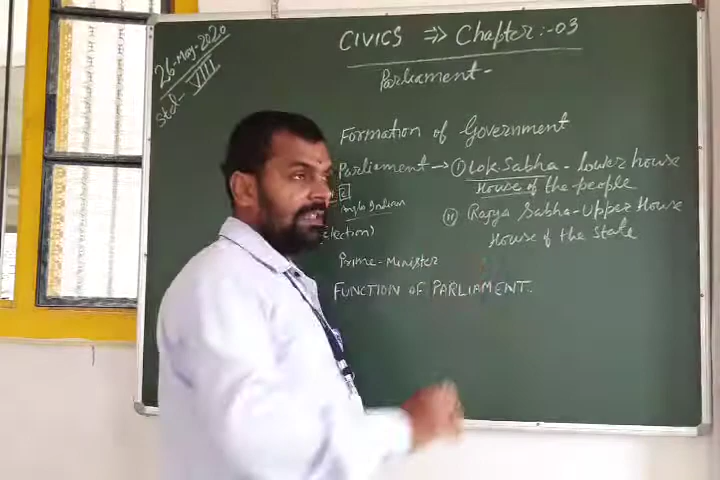 26-May-2020
Std- VIII
CIVICS ⇒ Chapter:-03
Parliament-
Formation of Government
Parliament → (I) Lok Sabha - lower house
House of the people
2
Anglo Indian
(II) Rajya Sabha - Upper House
House of the State
election)
Prime-Minister
FUNCTION OF PARLIAMENT.